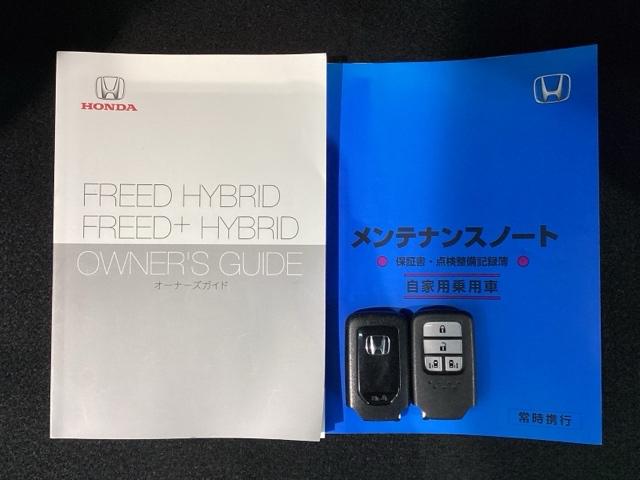 HONDA
FREED HYBRID
FREED+ HYBRID
OWNER'S GUIDE
オーナーズガイド
メンテナンスノート
保証書・点検整備記録簿
自家用乗用車
常時携行